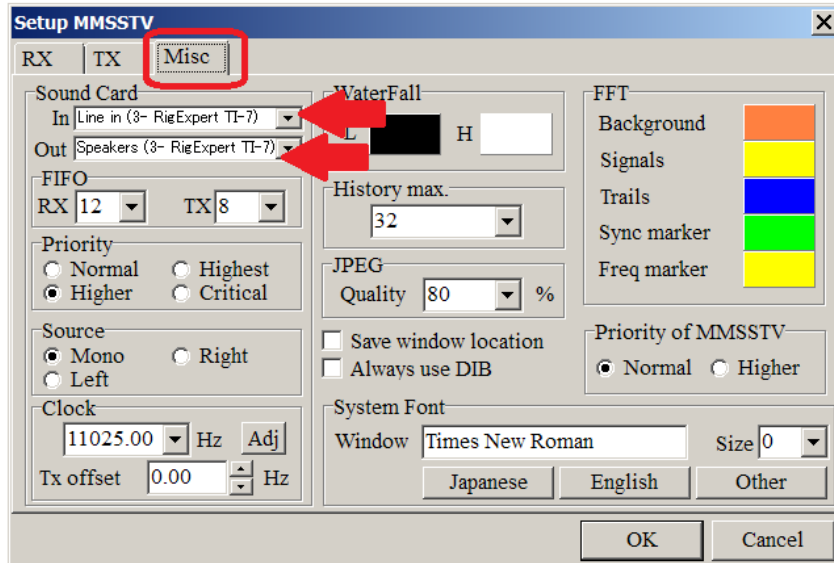 Setup MMSSTV
RX TX Misc
Sound Card
In Line in (3- RigExpert TI-7)
Out Speakers (3- RigExpert TI-7)
FIFO
RX 12 TX 8
Priority
Normal Highest
Higher Critical
Source
Mono Right
Left
Clock
11025.00 Hz Adj
Tx offset 0.00 Hz
WaterFall
L H
History max.
32
JPEG
Quality 80 %
Save window location
Always use DIB
FFT
Background
Signals
Trails
Sync marker
Freq marker
Priority of MMSSTV
Normal Higher
System Font
Window Times New Roman Size 0
Japanese English Other
OK Cancel